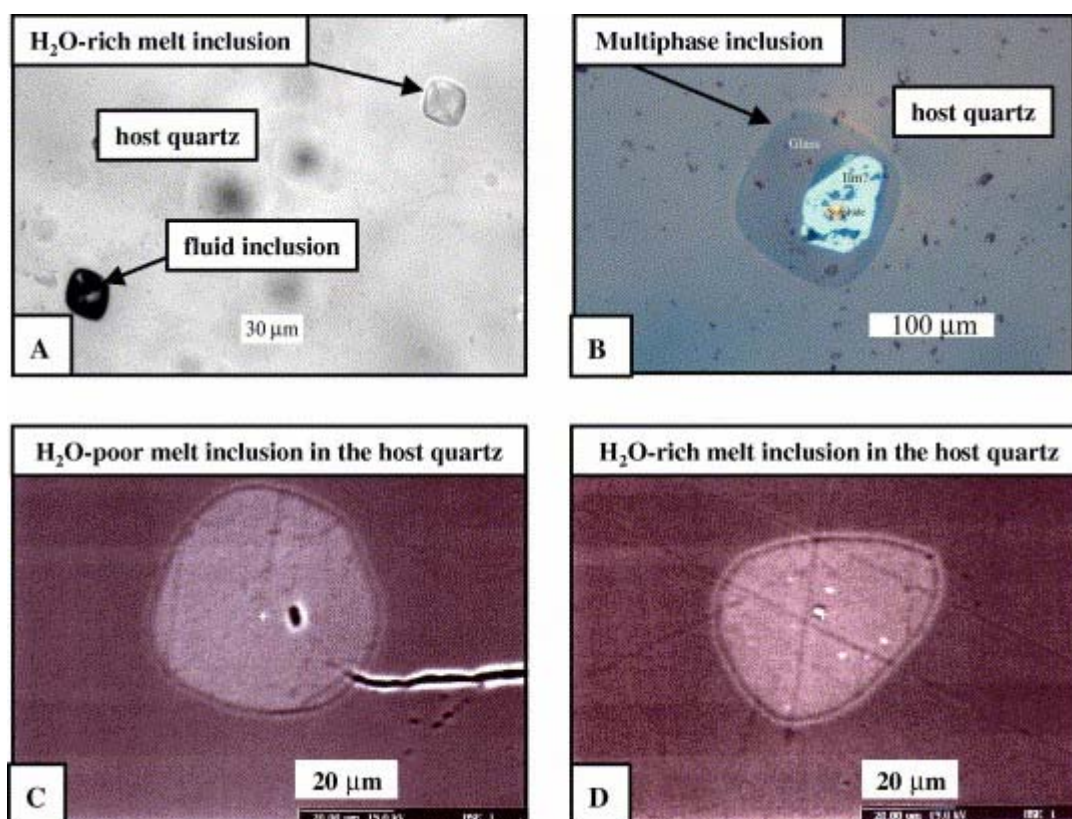 H₂O-rich melt inclusion
host quartz
fluid inclusion
30 μm
A
Multiphase inclusion
host quartz
Glass
Ilm?
100 μm
B
H₂O-poor melt inclusion in the host quartz
20 μm
C
H₂O-rich melt inclusion in the host quartz
20 μm
D